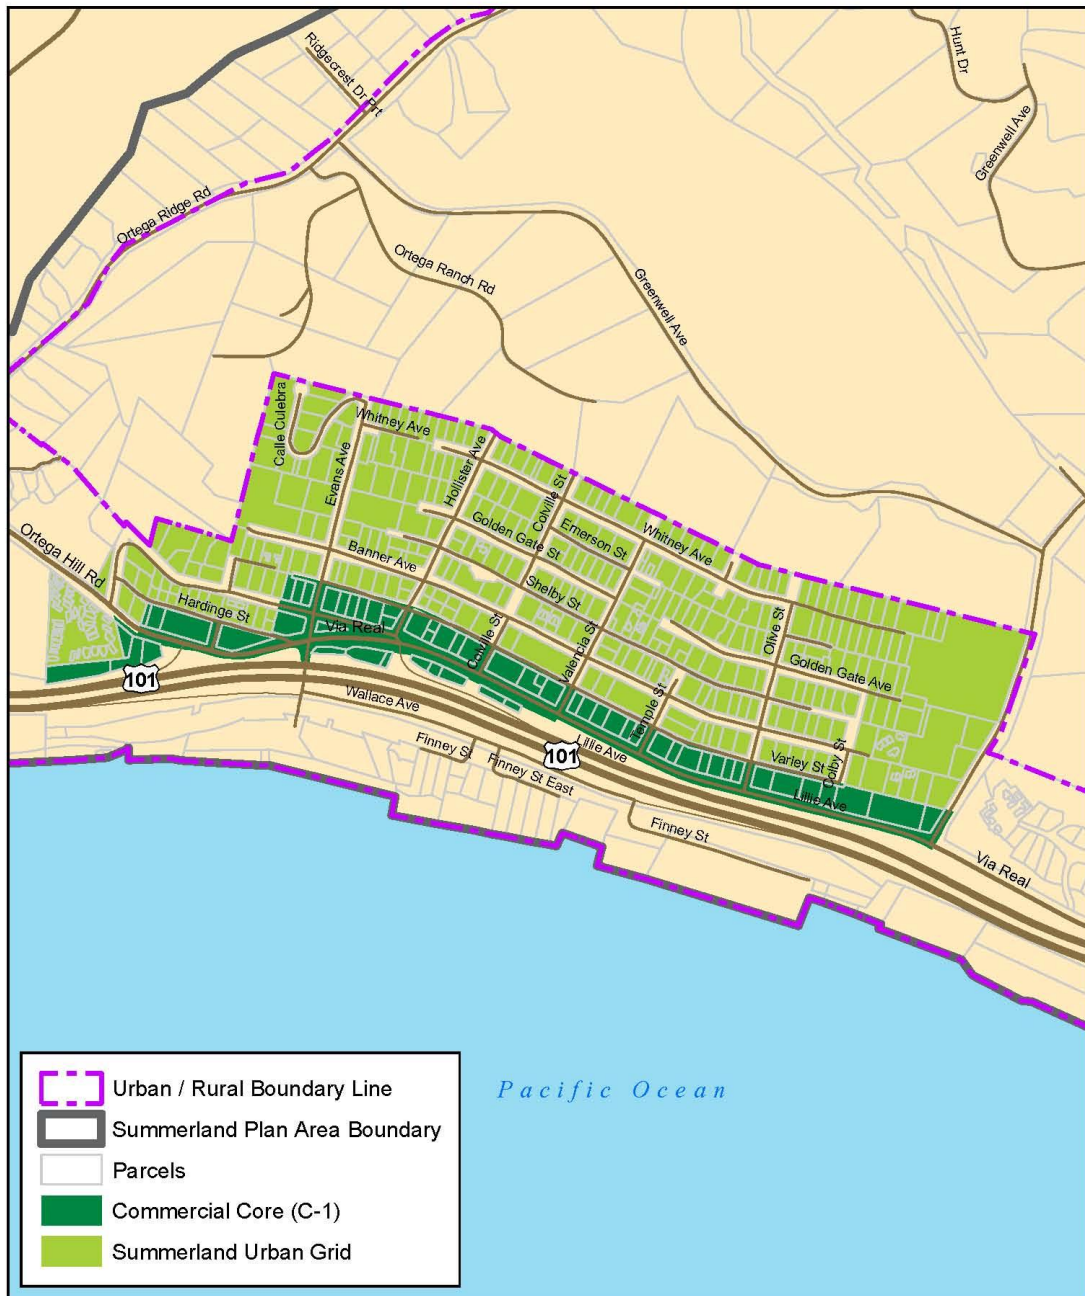 Ridgecrest Dr Prt
Hunt Dr
Greenwell Ave
Ortega Ridge Rd
Ortega Ranch Rd
Greenwell Ave
Calle Culebra
Whitney Ave
Evans Ave
Hollister Ave
Colville St
Golden Gate St
Emerson St
Whitney Ave
Ortega Hill Rd
Banner Ave
Shelby St
Hardinge St
Via Real
Colville St
Valencia St
Olive St
Golden Gate Ave
101
Wallace Ave
Temple St
Finney St
Finney St East
101
Lillie Ave
Varley St
Colby St
Lillie Ave
Finney St
Via Real
Pacific Ocean
Urban / Rural Boundary Line
Summerland Plan Area Boundary
Parcels
Commercial Core (C-1)
Summerland Urban Grid